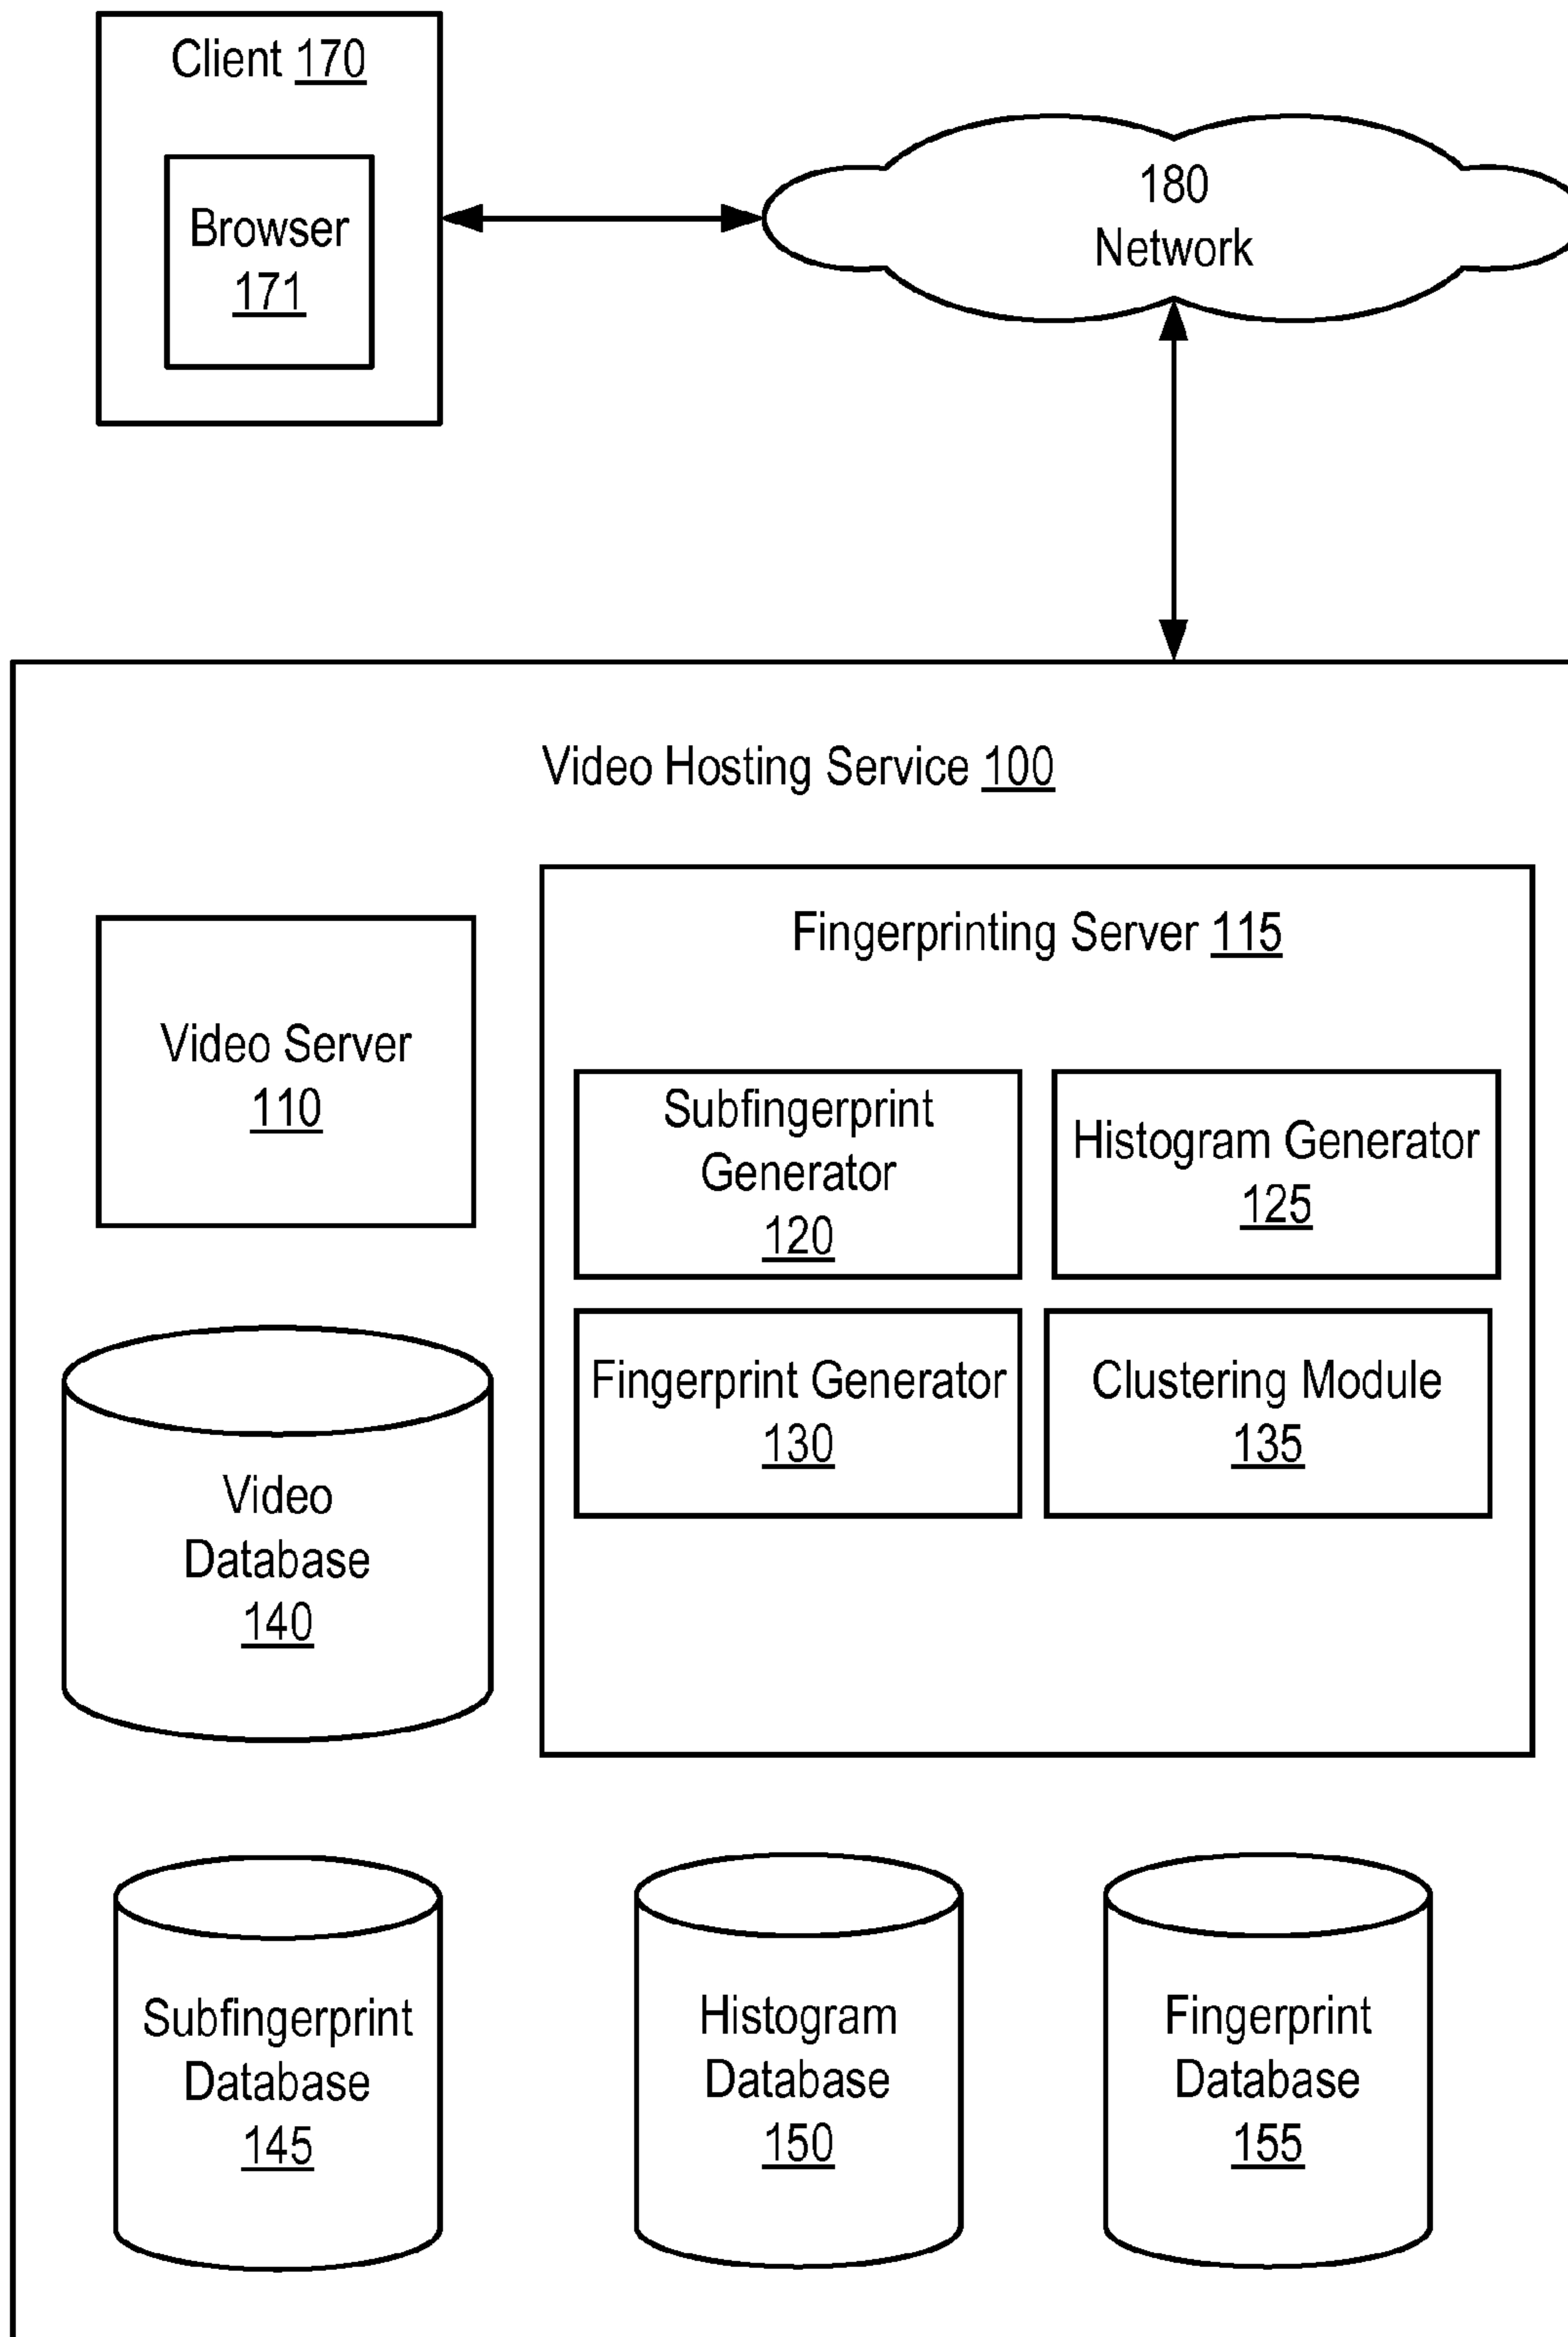 Client 170
Browser
171
180
Network
Video Hosting Service 100
Fingerprinting Server 115
Video Server
110
Subfingerprint
Generator
120
Histogram Generator
125
Fingerprint Generator
130
Clustering Module
135
Video
Database
140
Subfingerprint
Database
145
Histogram
Database
150
Fingerprint
Database
155